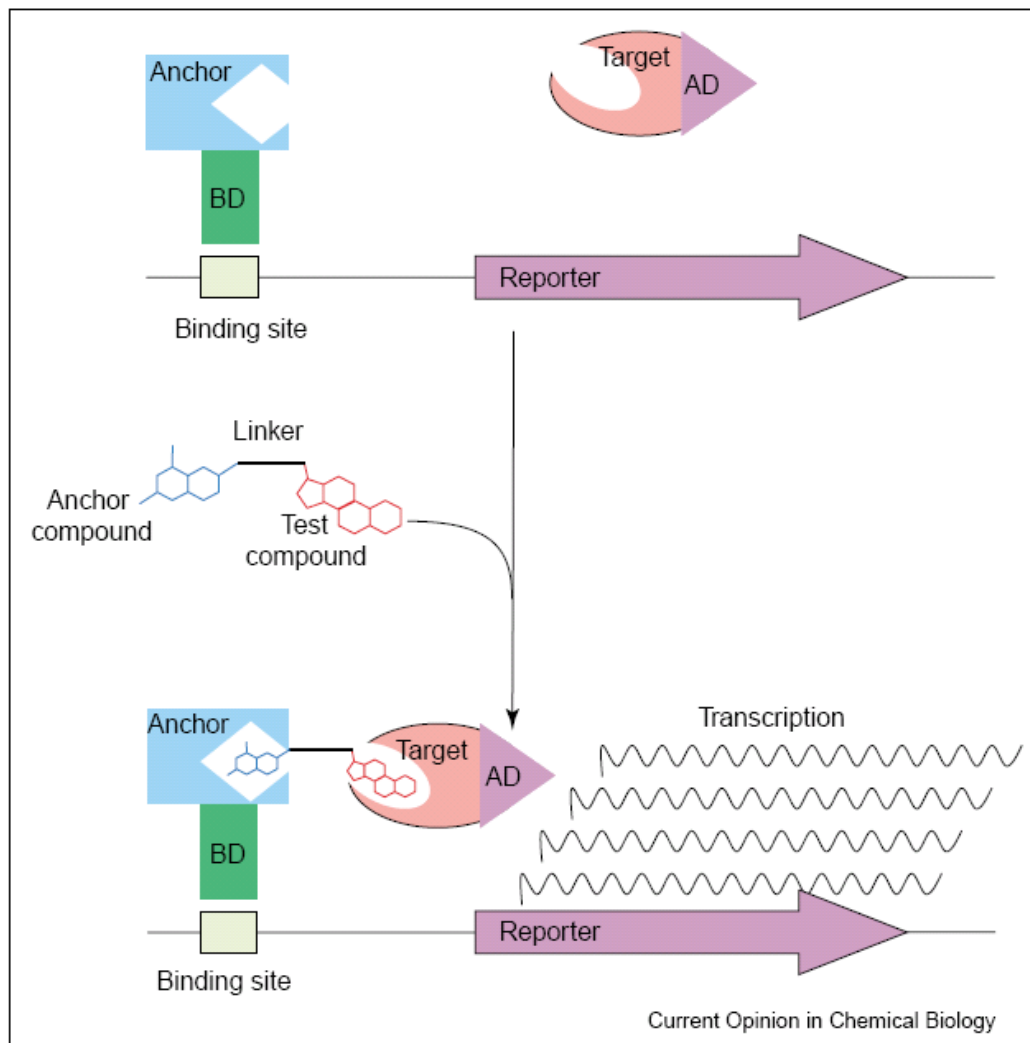 Anchor
Target
AD
BD
Reporter
Binding site
Linker
Anchor
compound
Test
compound
Anchor
Target
AD
Transcription
BD
Reporter
Binding site
Current Opinion in Chemical Biology